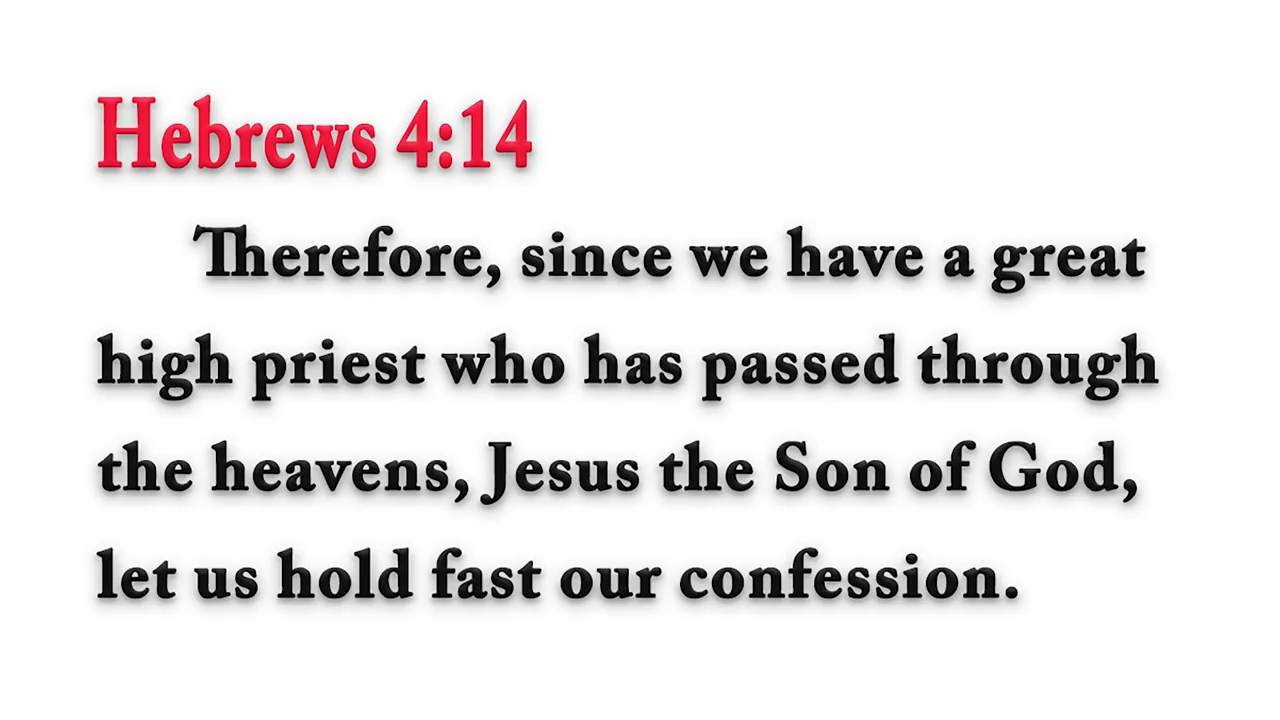 Hebrews 4:14
Therefore, since we have a great
high priest who has passed through
the heavens, Jesus the Son of God,
let us hold fast our confession.